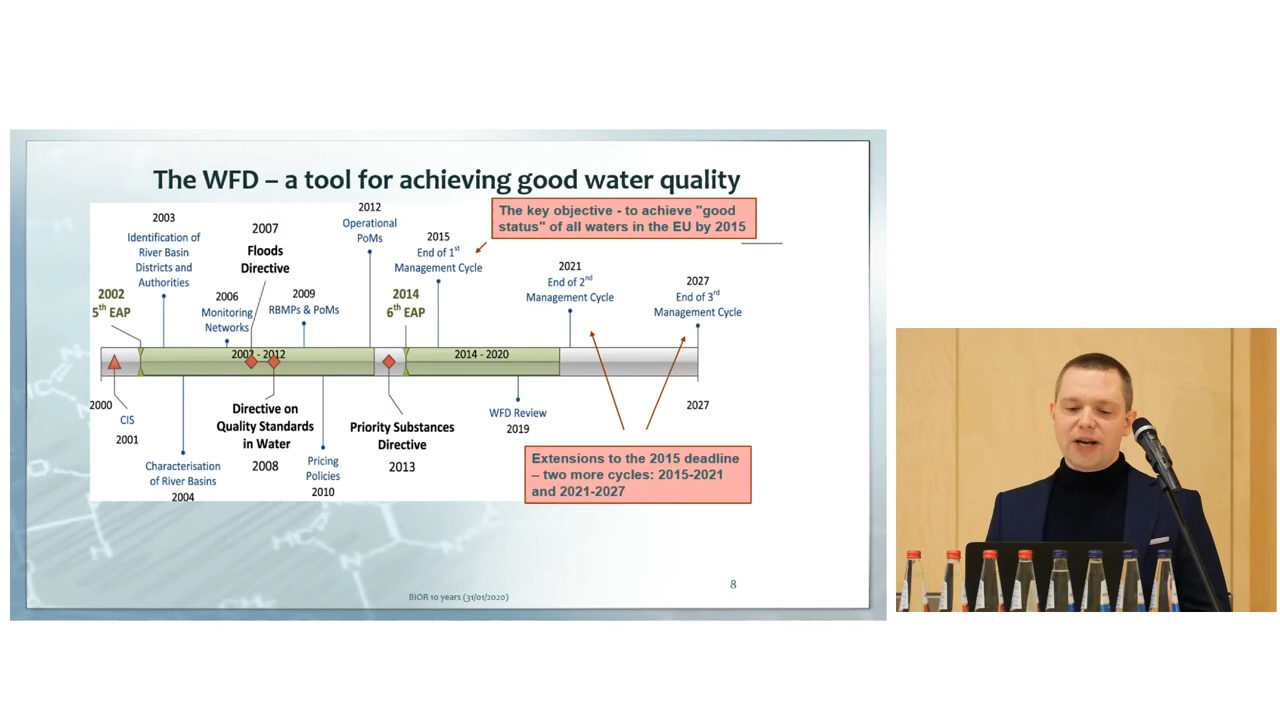 The WFD – a tool for achieving good water quality
The key objective - to achieve "good
status" of all waters in the EU by 2015
2003
Identification of
River Basin
Districts and
Authorities
2007
Floods
Directive
2012
Operational
PoMs
2015
End of 1st
Management Cycle
2021
End of 2nd
Management Cycle
2027
End of 3rd
Management Cycle
2002
5th EAP
2006
Monitoring
Networks
2009
RBMPs & PoMs
2014
6th EAP
2002 - 2012
2014 - 2020
2000
2027
CIS
2001
Characterisation
of River Basins
2004
Directive on
Quality Standards
in Water
2008
Pricing
Policies
2010
Priority Substances
Directive
2013
WFD Review
2019
Extensions to the 2015 deadline
– two more cycles: 2015-2021
and 2021-2027
8
BIOR 10 years (31/01/2020)